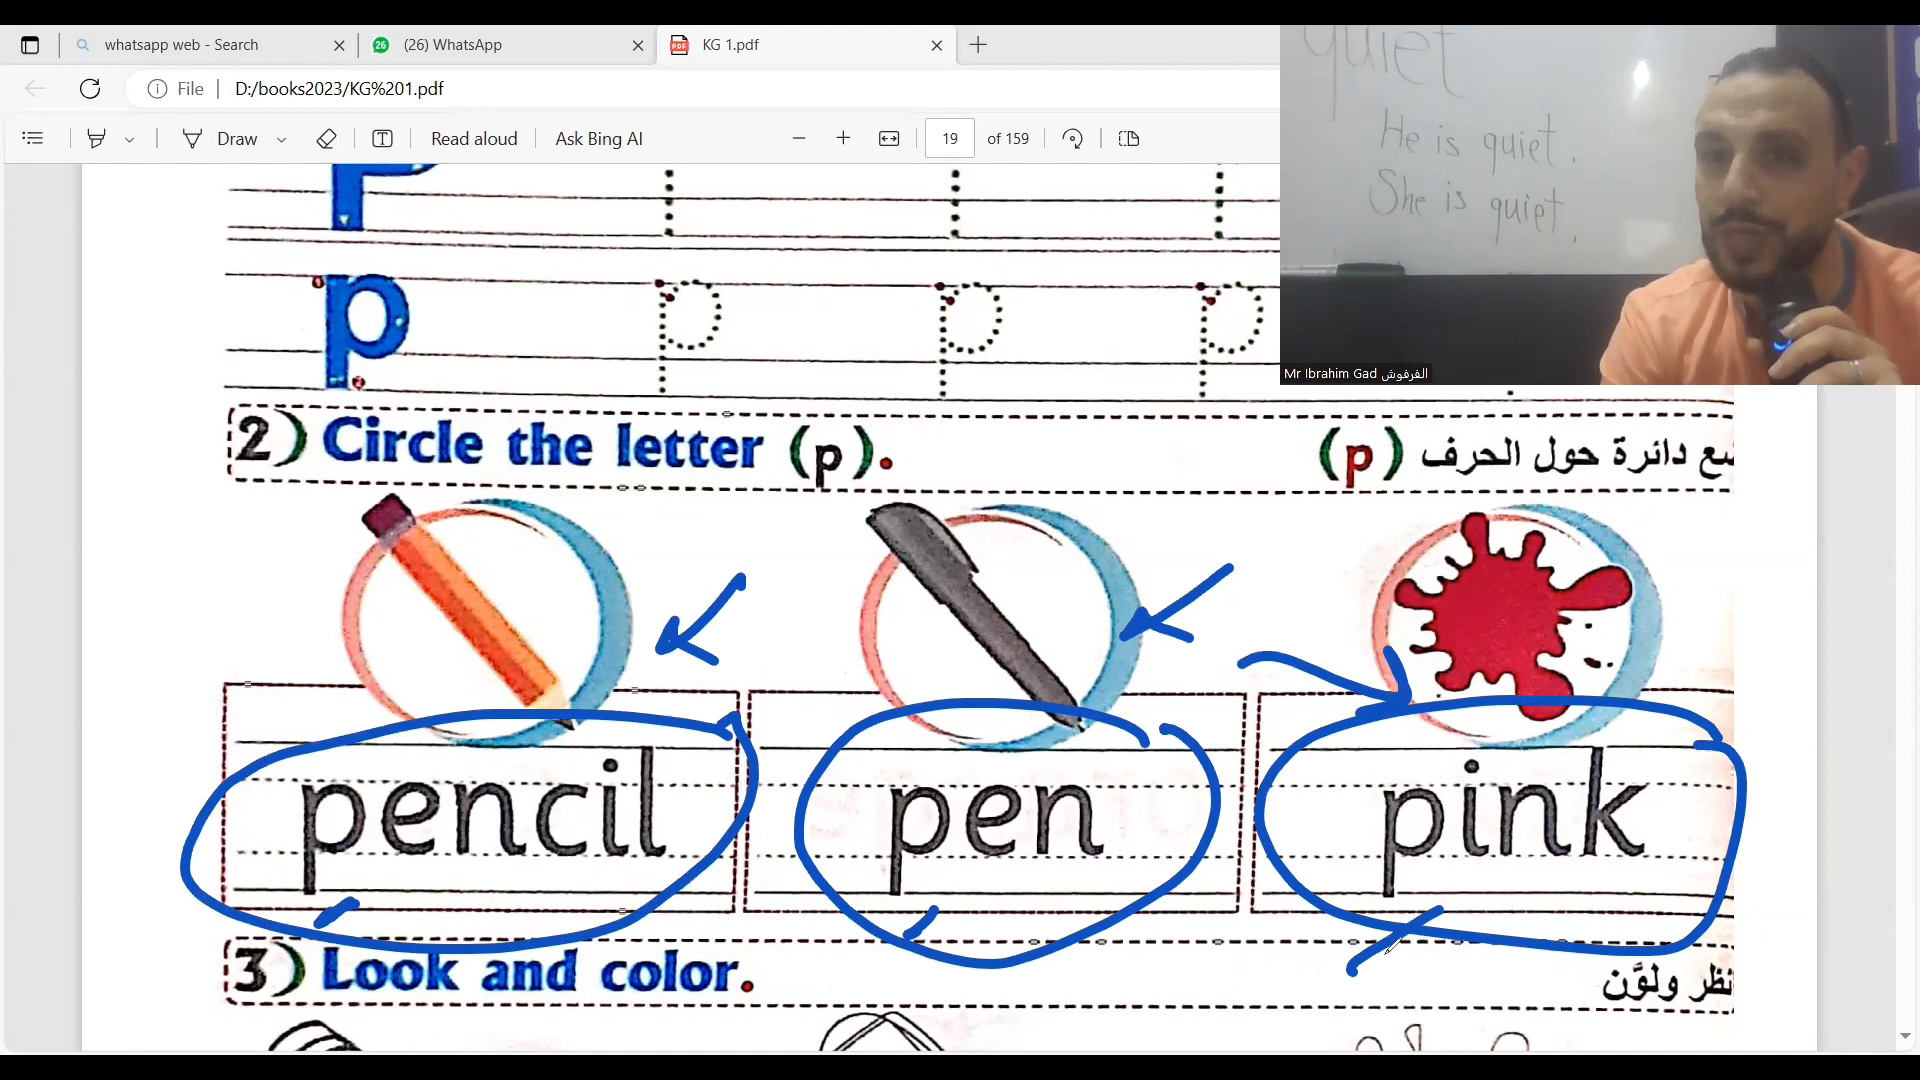 whatsapp web - Search
(26) WhatsApp
KG 1.pdf
File D:/books2023/KG%201.pdf
Draw
Read aloud
Ask Bing AI
19 of 159
quiet
He is quiet.
She is quiet.
Mr Ibrahim Gad الفرفوش
p
2) Circle the letter (p).
ضع دائرة حول الحرف (p)
pencil pen pink
3) Look and color.
نظر ولوَّن